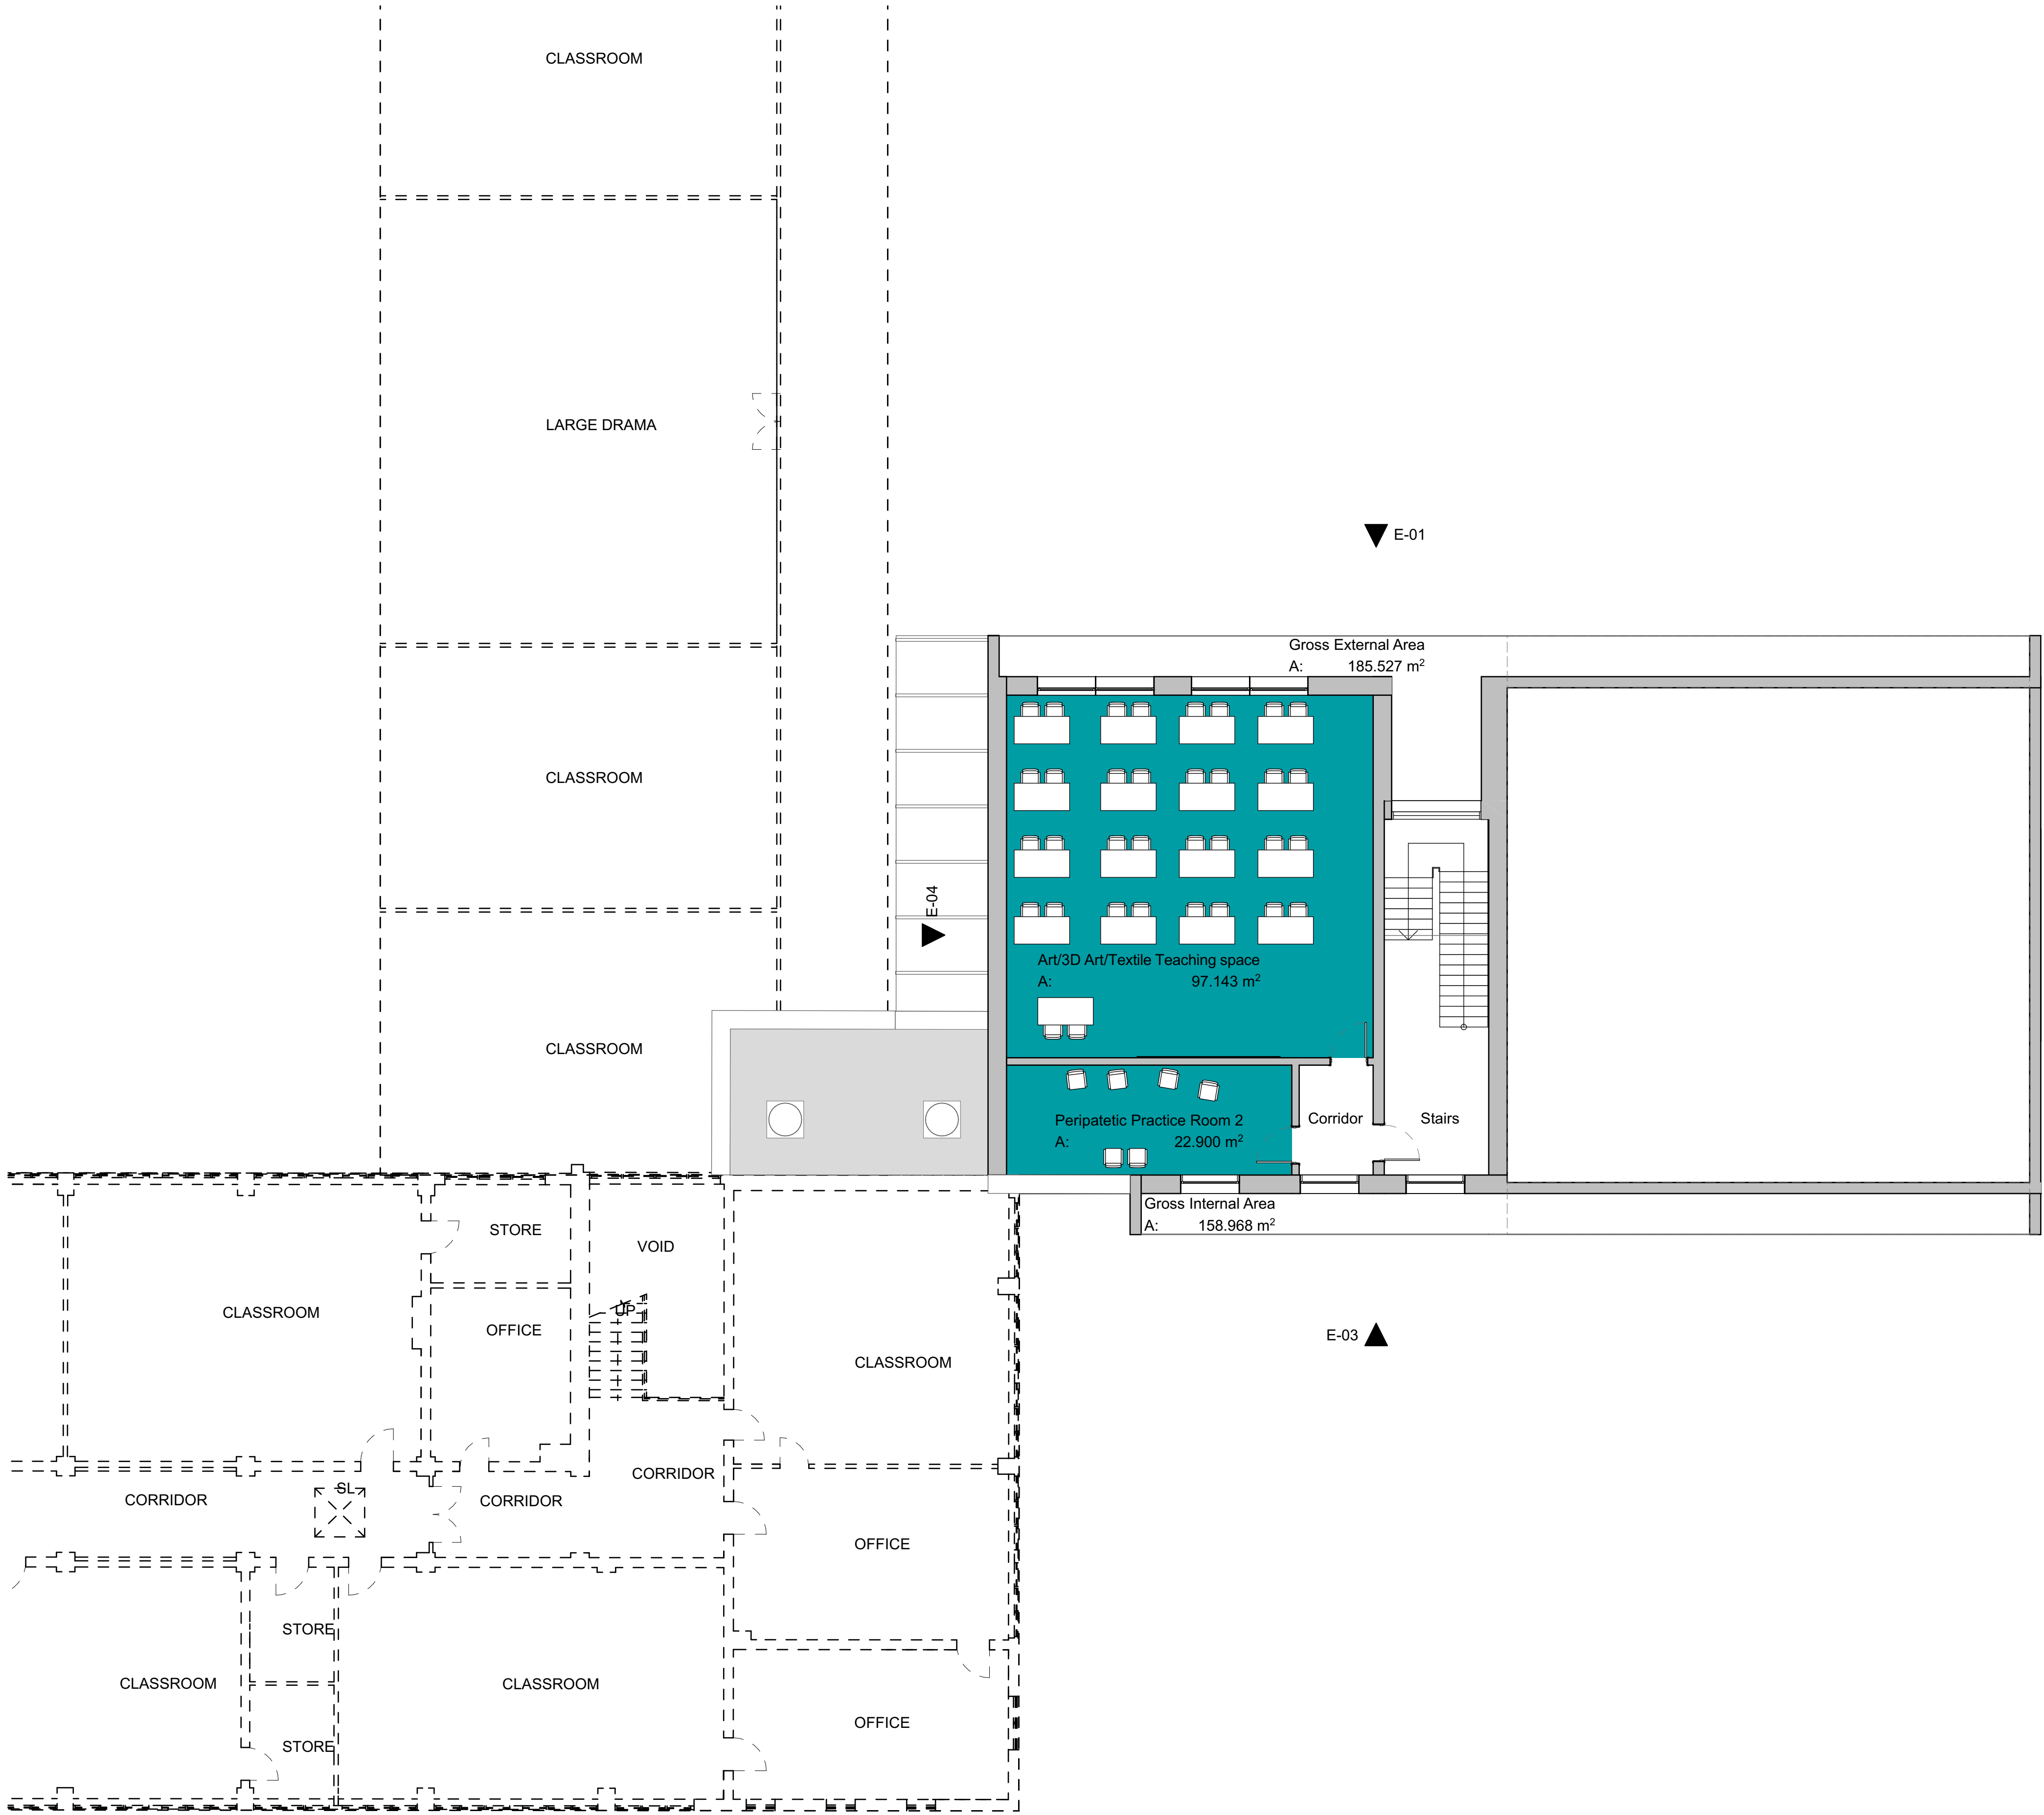 CLASSROOM
LARGE DRAMA
E-01
Gross External Area
A: 185.527 m²
CLASSROOM
E-04
Art/3D Art/Textile Teaching space
A: 97.143 m²
CLASSROOM
Peripatetic Practice Room 2
A: 22.900 m²
Corridor
Stairs
Gross Internal Area
A: 158.968 m²
STORE
VOID
CLASSROOM
UP
OFFICE
E-03
CLASSROOM
CORRIDOR
SL
CORRIDOR
CORRIDOR
OFFICE
STORE
CLASSROOM
CLASSROOM
OFFICE
STORE